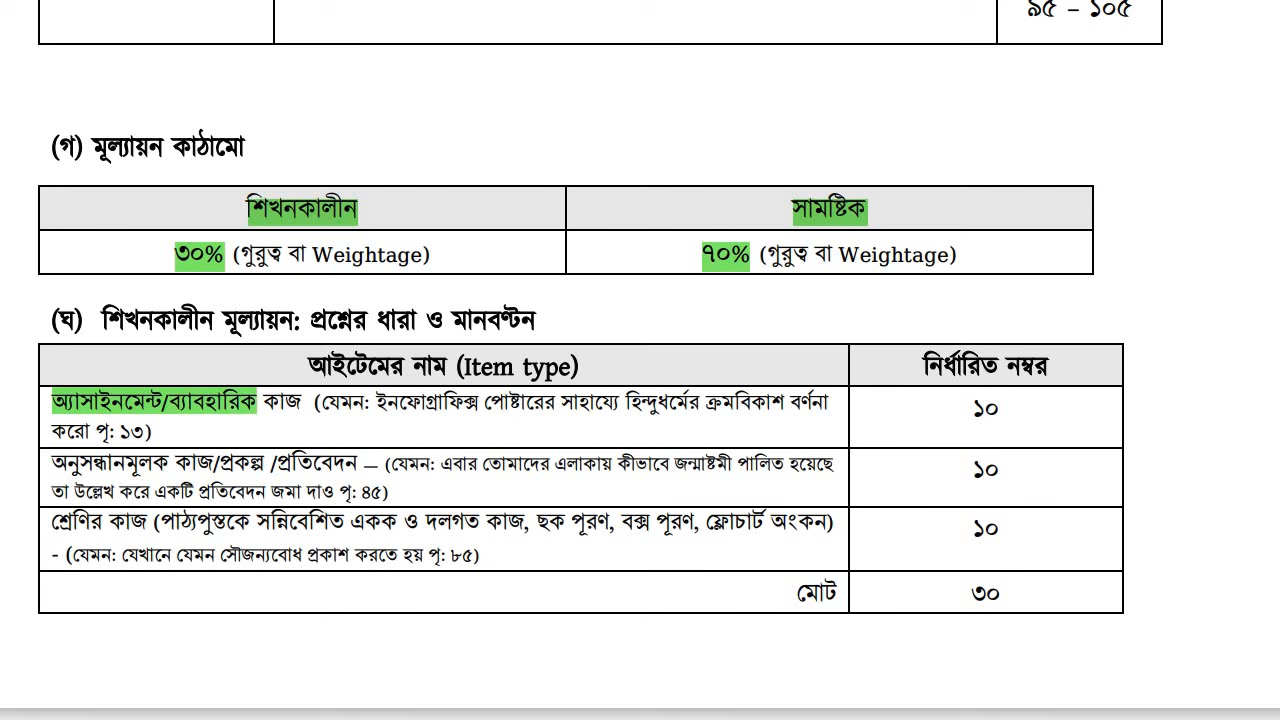 ৯৫ – ১০৫
(গ) মূল্যায়ন কাঠামো
শিখনকালীন সামষ্টিক
৩০% (গুরুত্ব বা Weightage) ৭০% (গুরুত্ব বা Weightage)
(ঘ) শিখনকালীন মূল্যায়ন: প্রশ্নের ধারা ও মানবণ্টন
আইটেমের নাম (Item type) নির্ধারিত নম্বর
অ্যাসাইনমেন্ট/ব্যাবহারিক কাজ (যেমন: ইনফোগ্রাফিক্স পোষ্টারের সাহায্যে হিন্দুধর্মের ক্রমবিকাশ বর্ণনা ১০
করো পৃ: ১৩)
অনুসন্ধানমূলক কাজ/প্রকল্প /প্রতিবেদন – (যেমন: এবার তোমাদের এলাকায় কীভাবে জন্মাষ্টমী পালিত হয়েছে ১০
তা উল্লেখ করে একটি প্রতিবেদন জমা দাও পৃ: ৪৫)
শ্রেণির কাজ (পাঠ্যপুস্তকে সন্নিবেশিত একক ও দলগত কাজ, ছক পূরণ, বক্স পূরণ, ফ্লোচার্ট অংকন) ১০
- (যেমন: যেখানে যেমন সৌজন্যবোধ প্রকাশ করতে হয় পৃ: ৮৫)
মোট ৩০